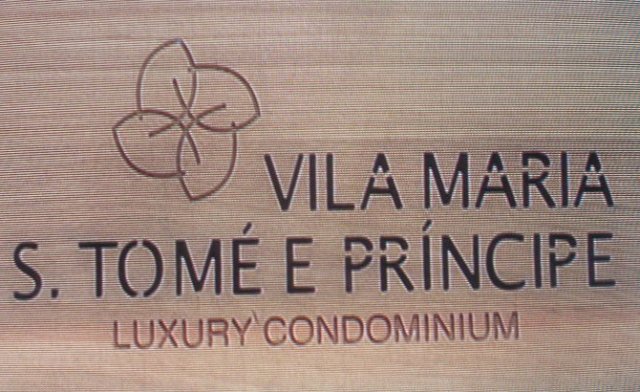 VILA MARIA
S. TOMÉ E PRÍNCIPE
LUXURY CONDOMINIUM